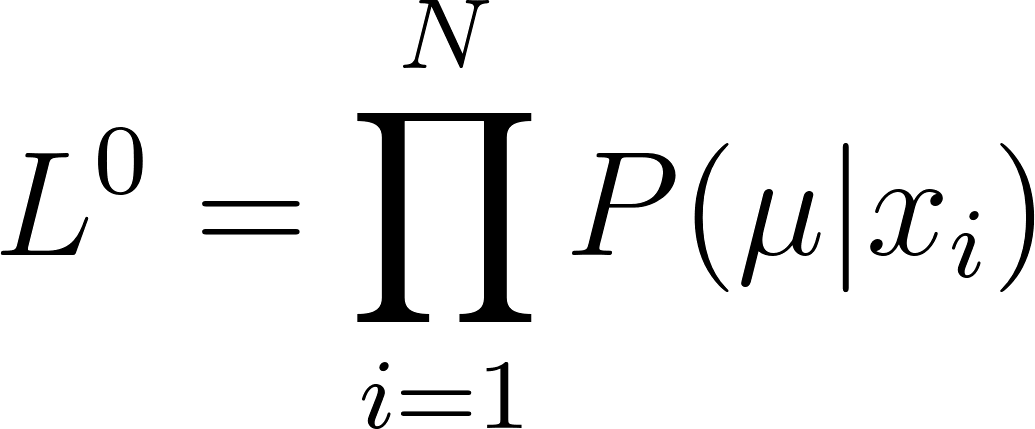 L^0 = \prod_{i=1}^{N} P(\mu|x_i)